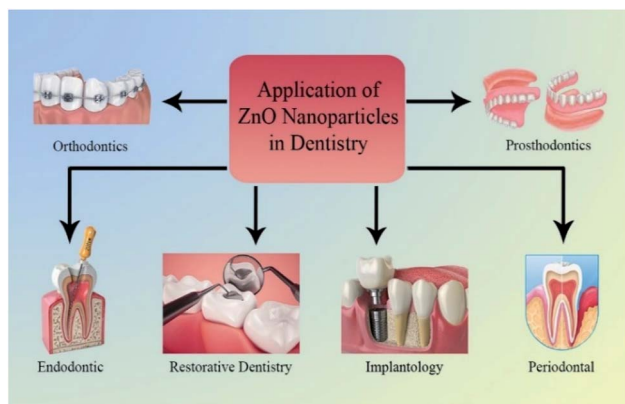 Application of
ZnO Nanoparticles
in Dentistry
Orthodontics
Prosthodontics
Endodontic
Restorative Dentistry
Implantology
Periodontal